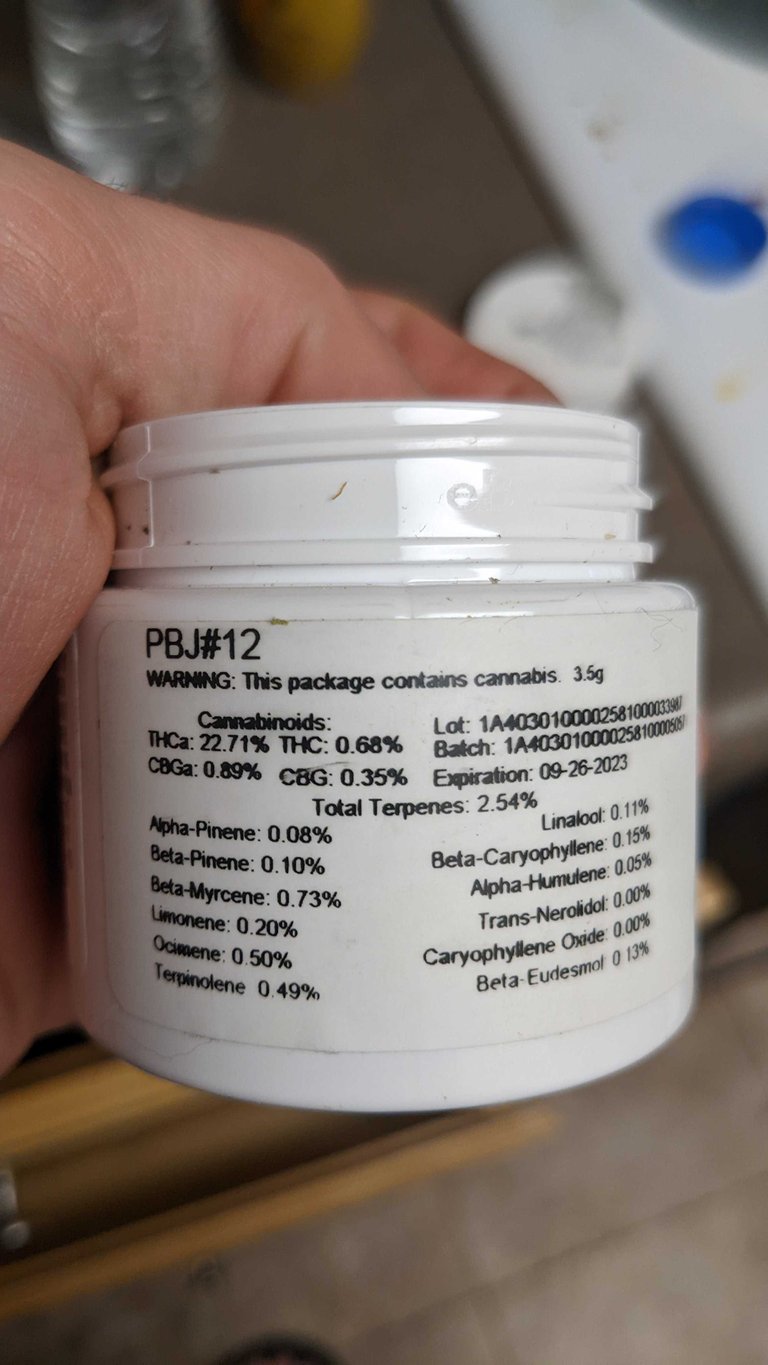 PBJ#12
WARNING: This package contains cannabis. 3.5g
Cannabinoids:
THCa: 22.71% THC: 0.68%
CBGa: 0.89% CBG: 0.35%
Lot: 1A4030100002581000033987
Batch: 1A40301000025810000
Expiration: 09-26-2023
Total Terpenes: 2.54%
Alpha-Pinene: 0.08%
Beta-Pinene: 0.10%
Beta-Myrcene: 0.73%
Limonene: 0.20%
Ocimene: 0.50%
Terpinolene 0.49%
Linalool: 0.11%
Beta-Caryophyllene: 0.15%
Alpha-Humulene: 0.05%
Trans-Nerolidol: 0.00%
Caryophyllene Oxide: 0.00%
Beta-Eudesmol 0 13%